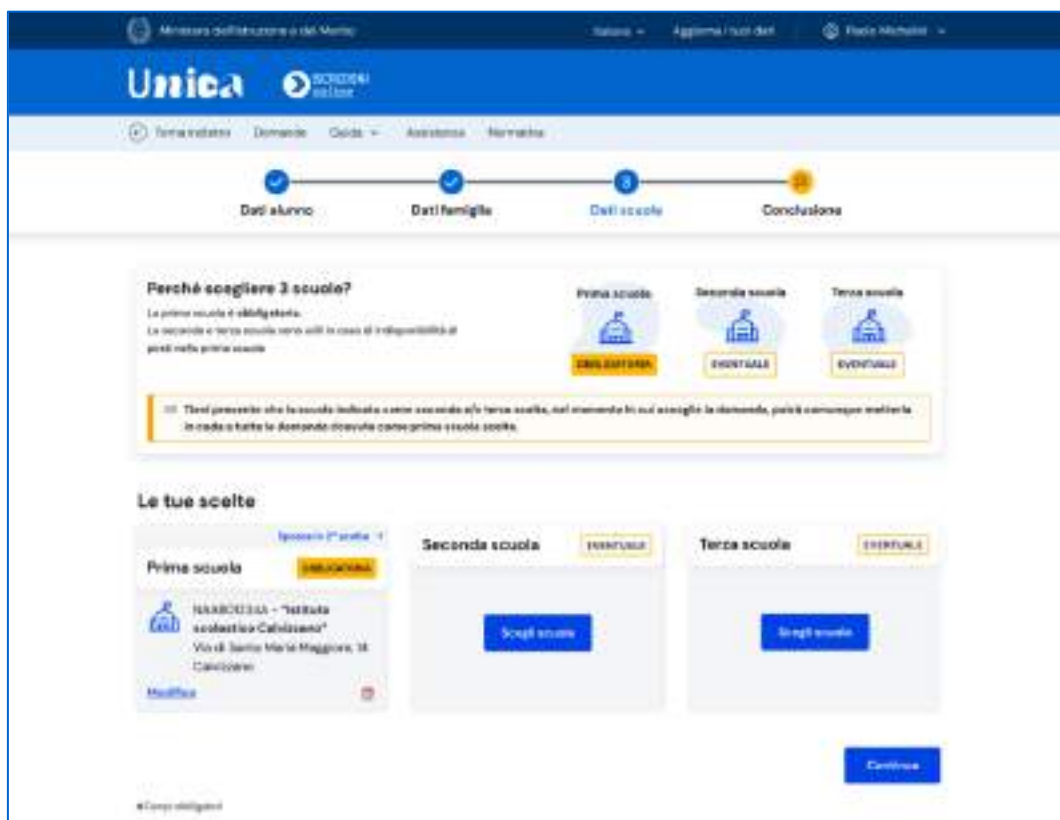 Ministero dell'Istruzione e del Merito
Italiano
Aggiorna i tuoi dati
Unica
ISCRIZIONI
online
Torna indietro
Domande
Guida
Assistenza
Normativa
3
Dati alunno
Dati famiglia
Dati scuola
Conclusione
Perché scegliere 3 scuole?
La prima scuola è obbligatoria.
La seconda e terza scuola sono utili in caso di indisponibilità di
posti nella prima scuola
Prima scuola
Seconda scuola
Terza scuola
OBBLIGATORIA
EVENTUALE
EVENTUALE
Tieni presente che la scuola indicata come seconda e/o terza scelta, nel momento in cui accoglie la domanda, potrà comunque metterla
in coda a tutte le domande ricevute come prima scuola scelta.
Le tue scelte
Sposta in 2ª scelta
Prima scuola
OBBLIGATORIA
"Istituto
scolastico Calvizzano"
Via di Santa Maria Maggiore,
Calvizzano
Modifica
Seconda scuola
EVENTUALE
Scegli scuola
Terza scuola
EVENTUALE
Scegli scuola
Continua
Campi obbligatori